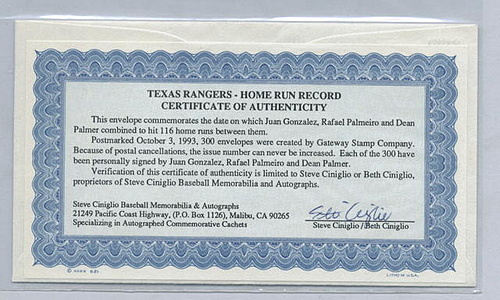 TEXAS RANGERS - HOME RUN RECORD
CERTIFICATE OF AUTHENTICITY
This envelope commemorates the date on which Juan Gonzalez, Rafael Palmeiro and Dean
Palmer combined to hit 116 home runs between them.
Postmarked October 3, 1993, 300 envelopes were created by Gateway Stamp Company.
Because of postal cancellations, the issue number can never be increased. Each of the 300 have
been personally signed by Juan Gonzalez, Rafael Palmeiro and Dean Palmer.
Verification of this certificate of authenticity is limited to Steve Ciniglio or Beth Ciniglio,
proprietors of Steve Ciniglio Baseball Memorabilia and Autographs.
Steve Ciniglio Baseball Memorabilia & Autographs
21249 Pacific Coast Highway, (P.O. Box 1126), Malibu, CA 90265
Specializing in Autographed Commemorative Cachets
Steve Ciniglio / Beth Ciniglio
LITHO IN U.S.A.